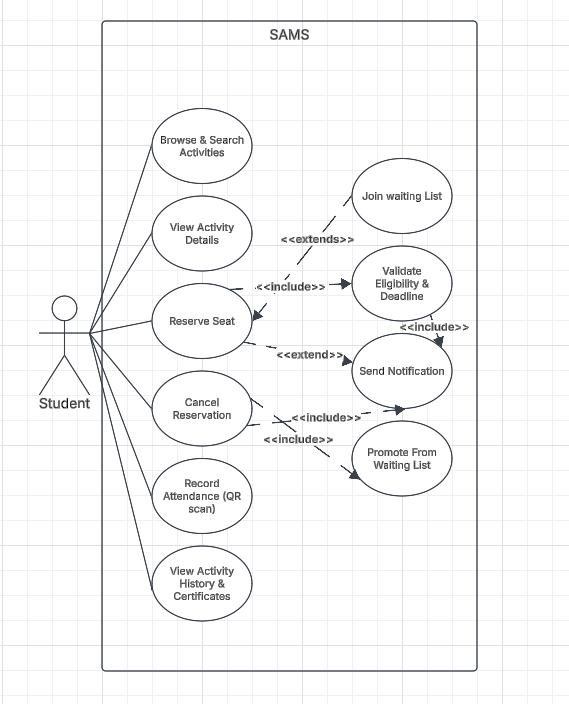 SAMS
Browse & Search
Activities
Join waiting List
View Activity
Details
<<extends>>
Validate
Eligibility &
Deadline
<<include>>
Reserve Seat
<<include>>
<<extend>>
Send Notification
Student
Cancel
Reservation
<<include>>
<<include>>
Promote From
Waiting List
Record
Attendance (QR
scan)
View Activity
History &
Certificates